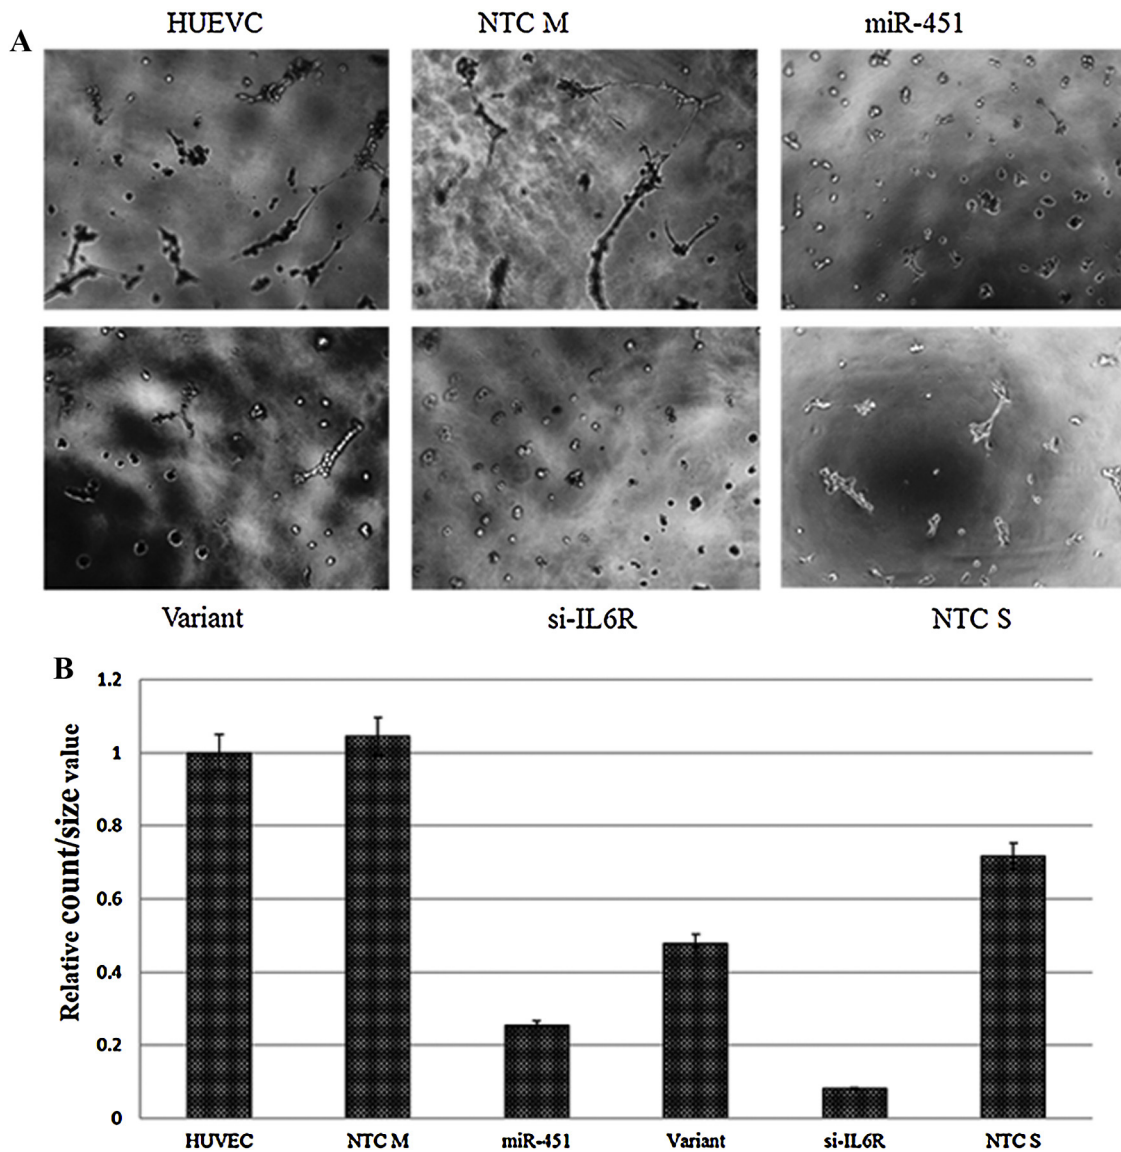 A
HUEVC NTC M miR-451
Variant si-IL6R NTC S
B
Relative count/size value
1.2
1
0.8
0.6
0.4
0.2
0
HUVEC NTC M miR-451 Variant si-IL6R NTC S